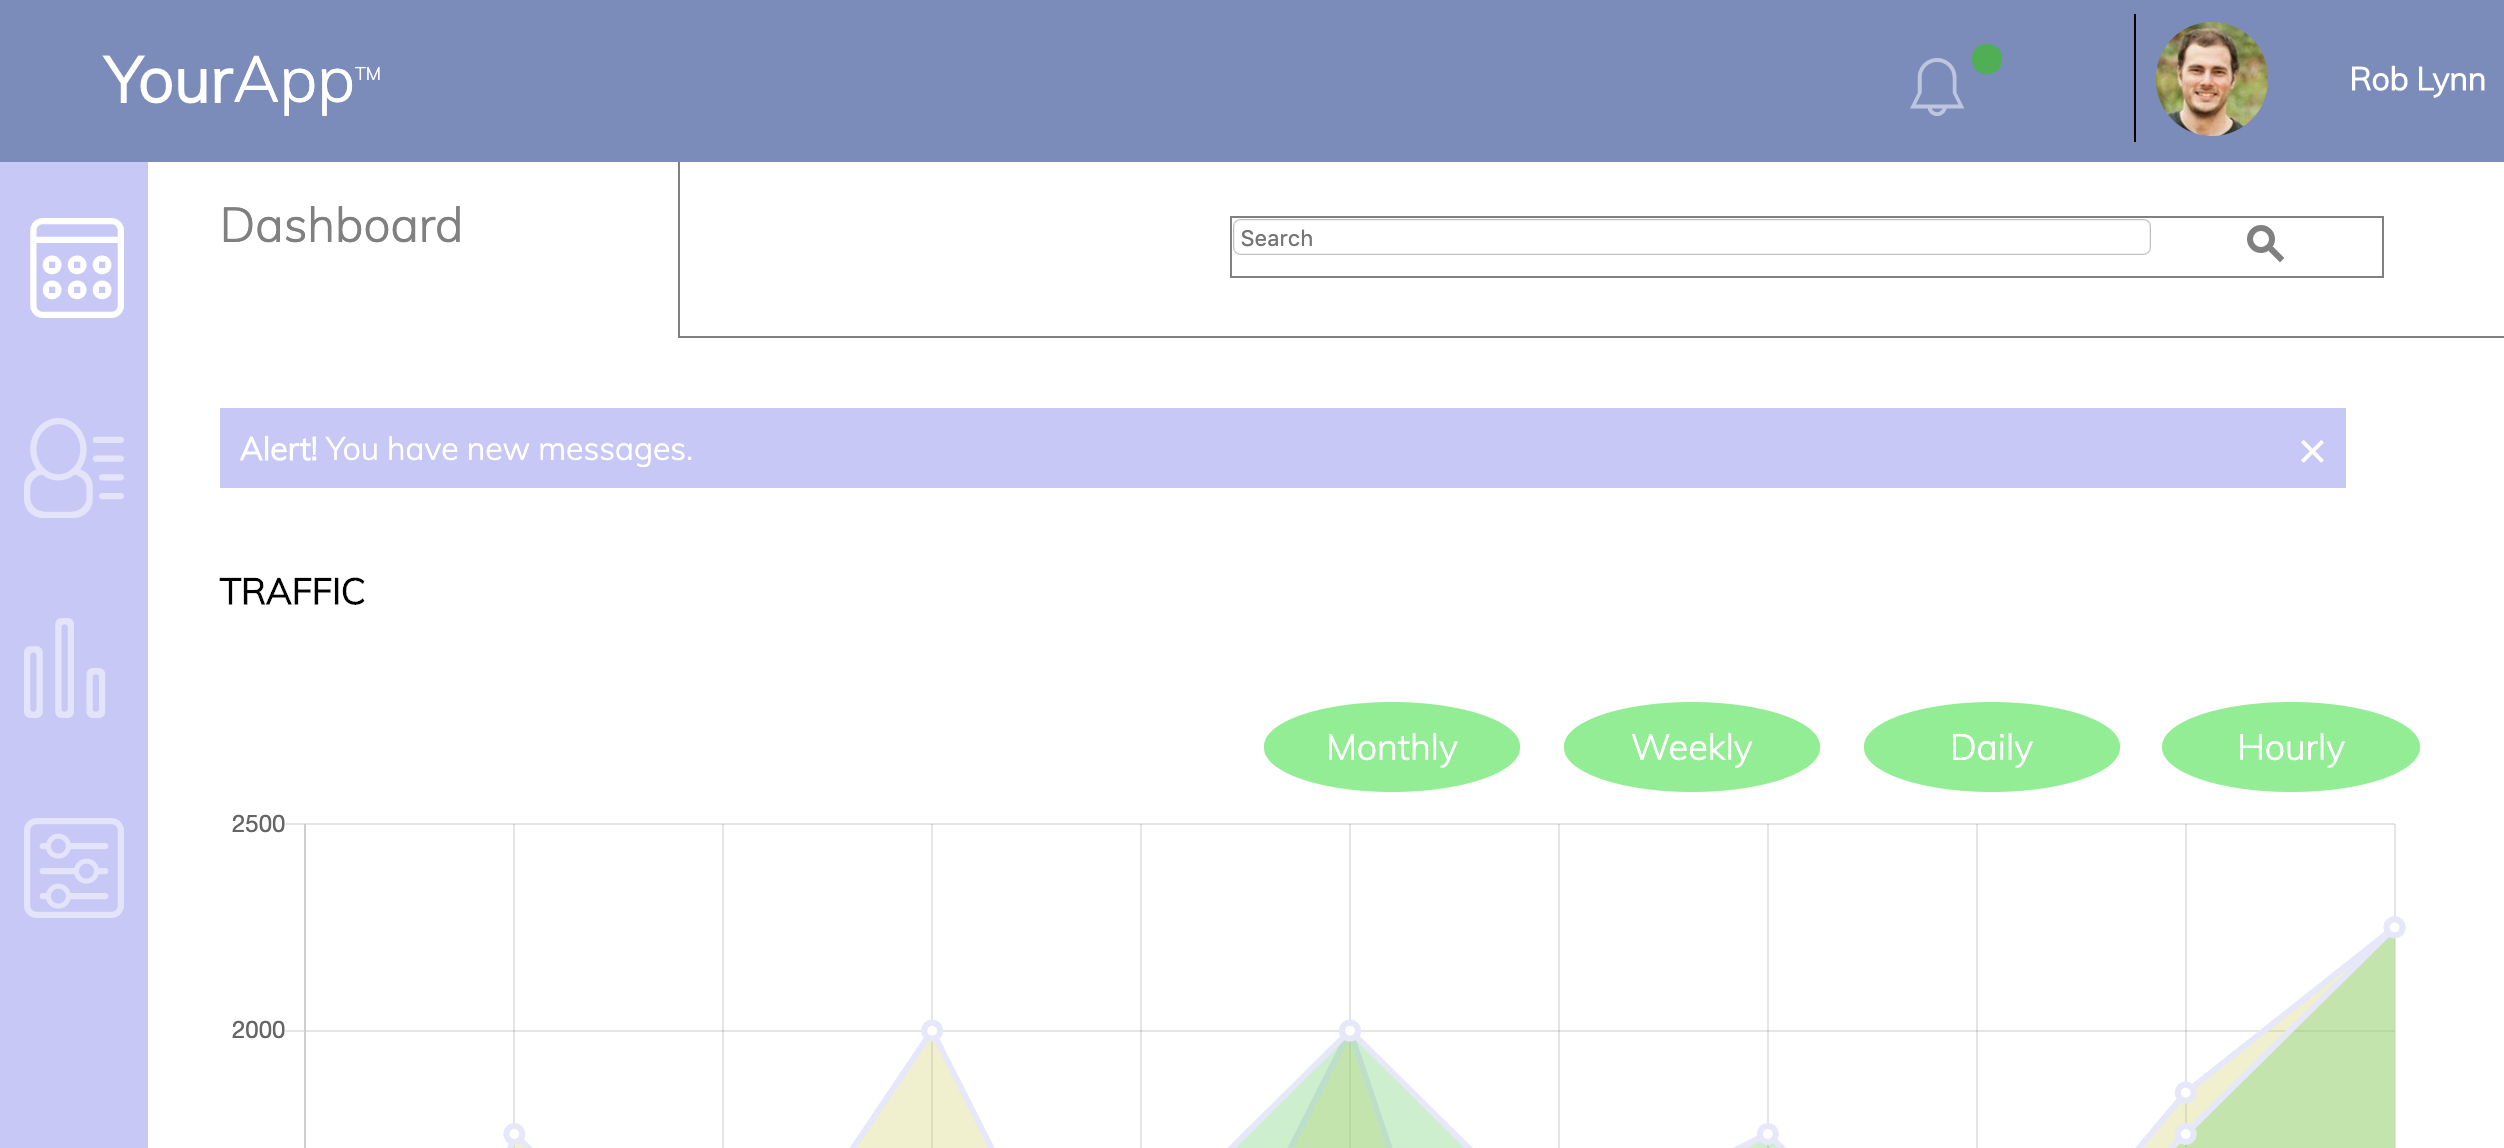 YourApp™
Rob Lynn
Dashboard
Search
Alert! You have new messages.
TRAFFIC
Monthly
Weekly
Daily
Hourly
2500
2000